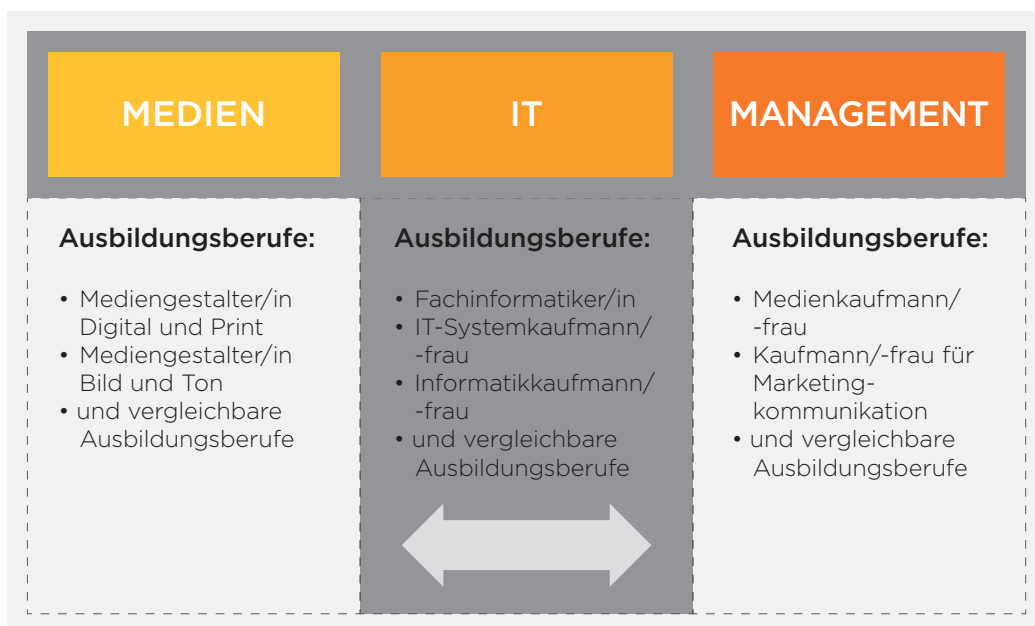 MEDIEN
IT
MANAGEMENT
Ausbildungsberufe:
• Mediengestalter/in
Digital und Print
• Mediengestalter/in
Bild und Ton
• und vergleichbare
Ausbildungsberufe
Ausbildungsberufe:
• Fachinformatiker/in
• IT-Systemkaufmann/
-frau
• Informatikkaufmann/
-frau
• und vergleichbare
Ausbildungsberufe
Ausbildungsberufe:
• Medienkaufmann/
-frau
• Kaufmann/-frau für
Marketing-
kommunikation
• und vergleichbare
Ausbildungsberufe